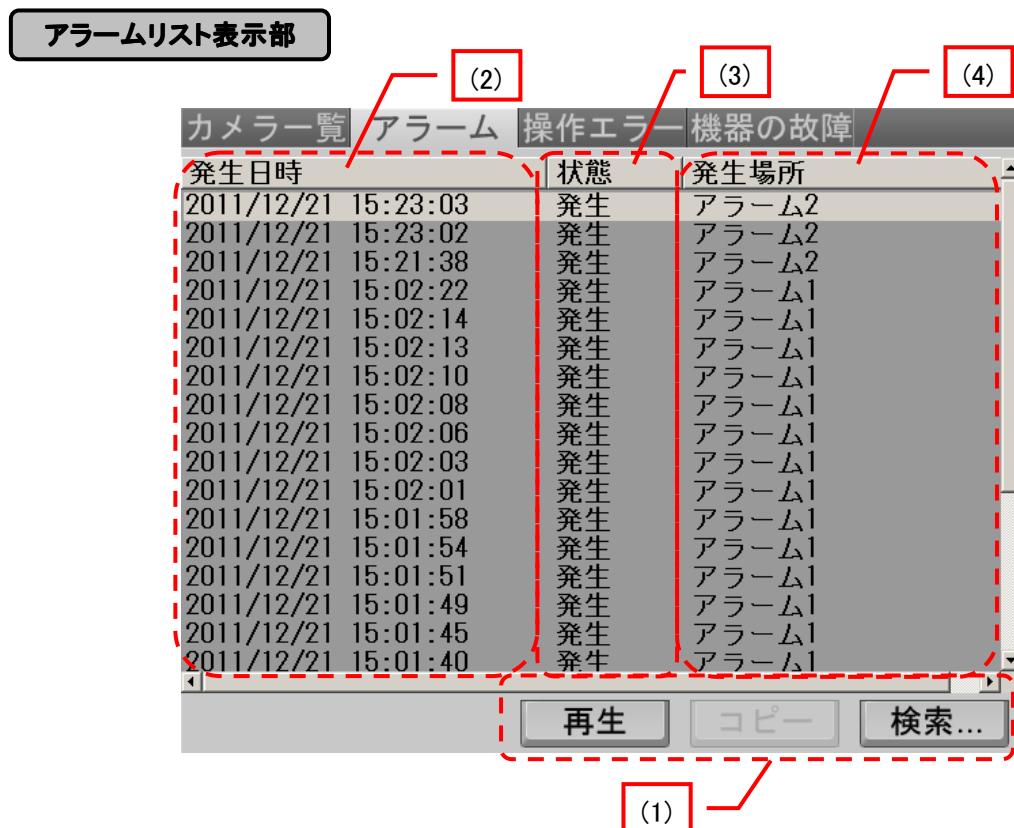 アラームリスト表示部
(2) (3) (4)
カメラ一覧 アラーム 操作エラー 機器の故障
発生日時 状態 発生場所
2011/12/21 15:23:03 発生 アラーム2
2011/12/21 15:23:02 発生 アラーム2
2011/12/21 15:21:38 発生 アラーム2
2011/12/21 15:02:22 発生 アラーム1
2011/12/21 15:02:14 発生 アラーム1
2011/12/21 15:02:13 発生 アラーム1
2011/12/21 15:02:10 発生 アラーム1
2011/12/21 15:02:08 発生 アラーム1
2011/12/21 15:02:06 発生 アラーム1
2011/12/21 15:02:03 発生 アラーム1
2011/12/21 15:02:01 発生 アラーム1
2011/12/21 15:01:58 発生 アラーム1
2011/12/21 15:01:54 発生 アラーム1
2011/12/21 15:01:51 発生 アラーム1
2011/12/21 15:01:49 発生 アラーム1
2011/12/21 15:01:45 発生 アラーム1
2011/12/21 15:01:40 発生 アラーム1
再生 コピー 検索...
(1)